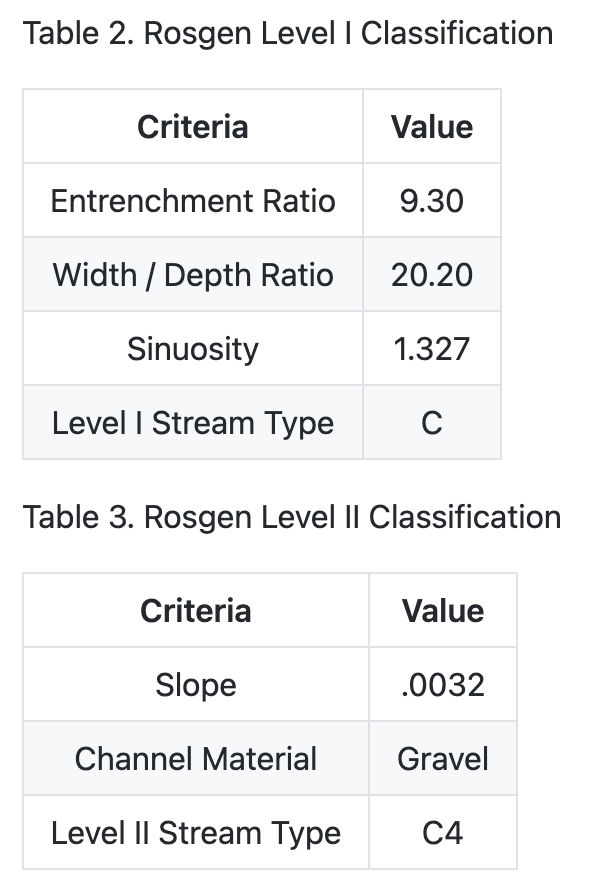 Table 2. Rosgen Level I Classification
Criteria Value
Entrenchment Ratio 9.30
Width / Depth Ratio 20.20
Sinuosity 1.327
Level I Stream Type C
Table 3. Rosgen Level II Classification
Criteria Value
Slope .0032
Channel Material Gravel
Level II Stream Type C4